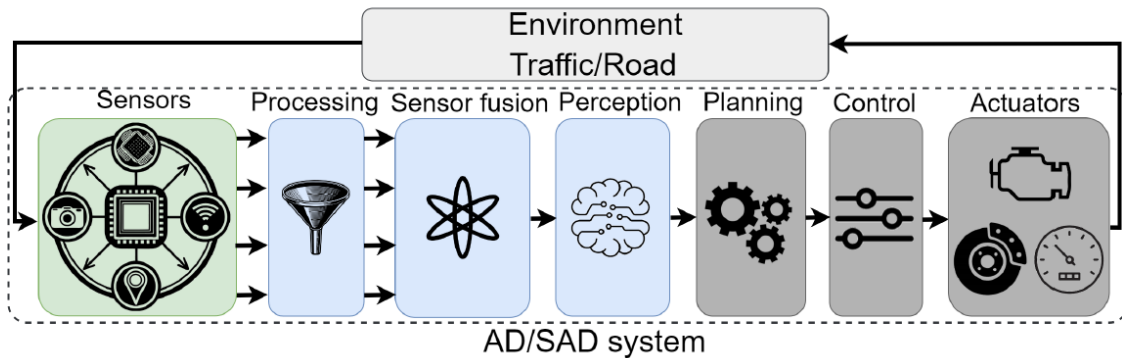 Environment
Traffic/Road
Sensors
Processing
Sensor fusion
Perception
Planning
Control
Actuators
AD/SAD system